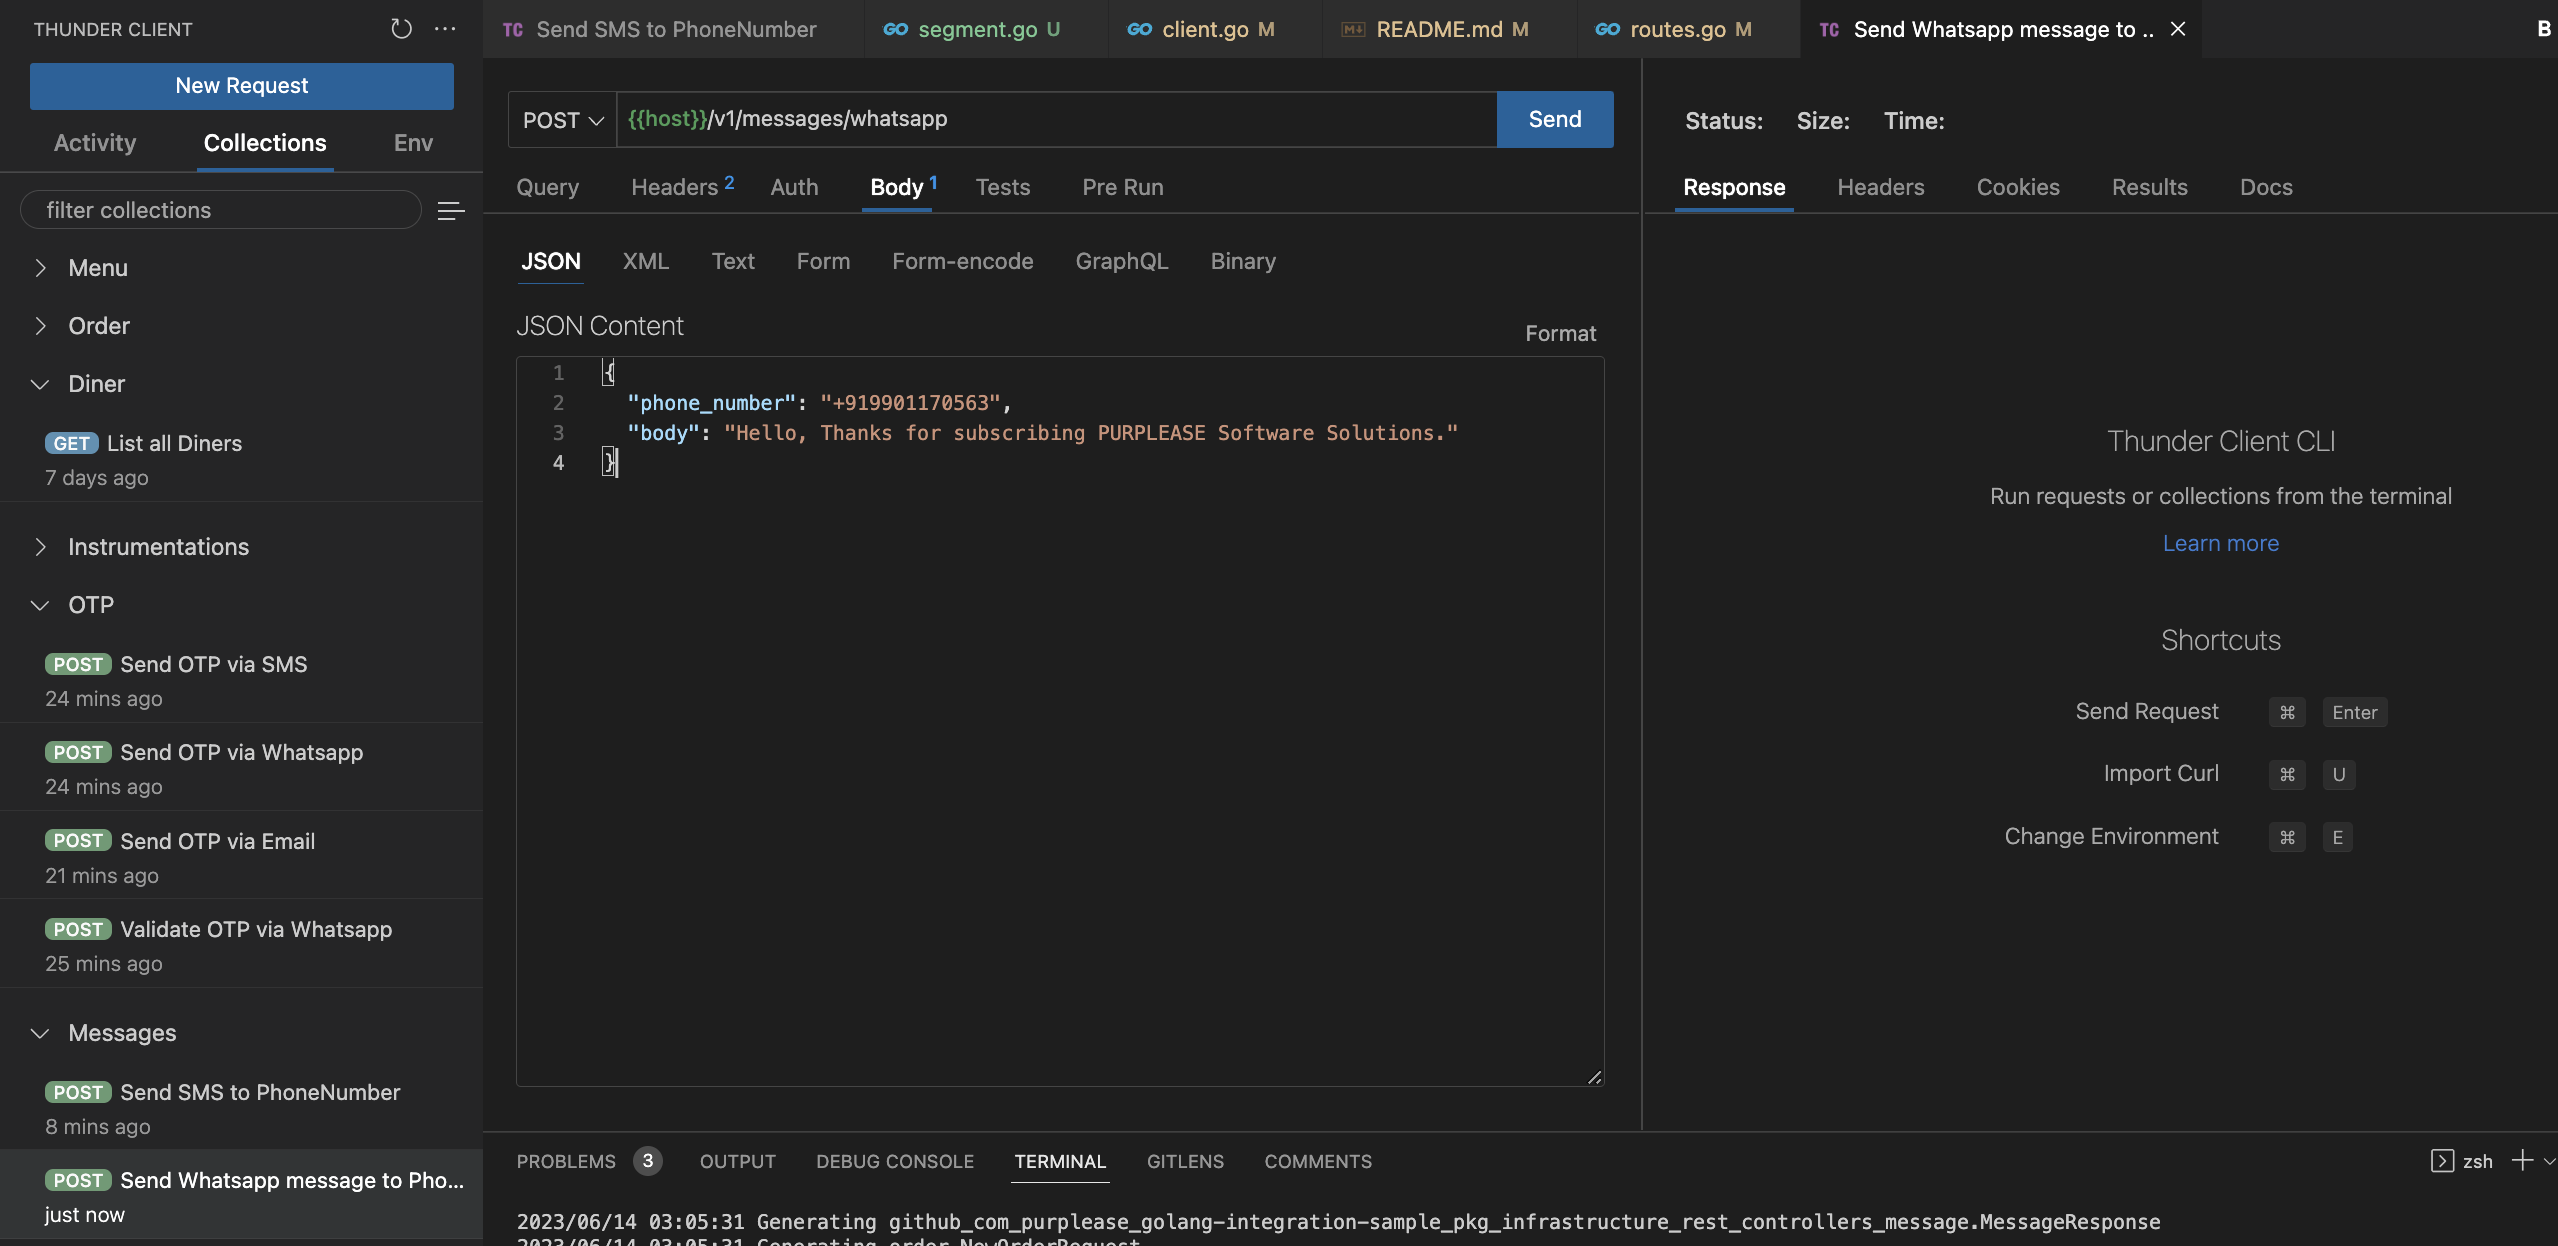 THUNDER CLIENT
New Request
Activity Collections Env
filter collections
Menu
Order
Diner
GET List all Diners
7 days ago
Instrumentations
OTP
POST Send OTP via SMS
24 mins ago
POST Send OTP via Whatsapp
24 mins ago
POST Send OTP via Email
21 mins ago
POST Validate OTP via Whatsapp
25 mins ago
Messages
POST Send SMS to PhoneNumber
8 mins ago
POST Send Whatsapp message to Pho...
just now
TC Send SMS to PhoneNumber GO segment.go U GO client.go M README.md M GO routes.go M TC Send Whatsapp message to .. B
POST {{host}}/v1/messages/whatsapp Send
Query Headers 2 Auth Body 1 Tests Pre Run
JSON XML Text Form Form-encode GraphQL Binary
JSON Content
Format
1 {
2 "phone_number": "+919901170563",
3 "body": "Hello, Thanks for subscribing PURPLEASE Software Solutions."
4 }
Status: Size: Time:
Response Headers Cookies Results Docs
Thunder Client CLI
Run requests or collections from the terminal
Learn more
Shortcuts
Send Request ⌘ Enter
Import Curl ⌘ U
Change Environment ⌘ E
PROBLEMS 3 OUTPUT DEBUG CONSOLE TERMINAL GITLENS COMMENTS
zsh
2023/06/14 03:05:31 Generating github_com_purplease_golang-integration-sample_pkg_infrastructure_rest_controllers_message.MessageResponse
2023/06/14 03:05:31 Generating order.NewOrderRequest